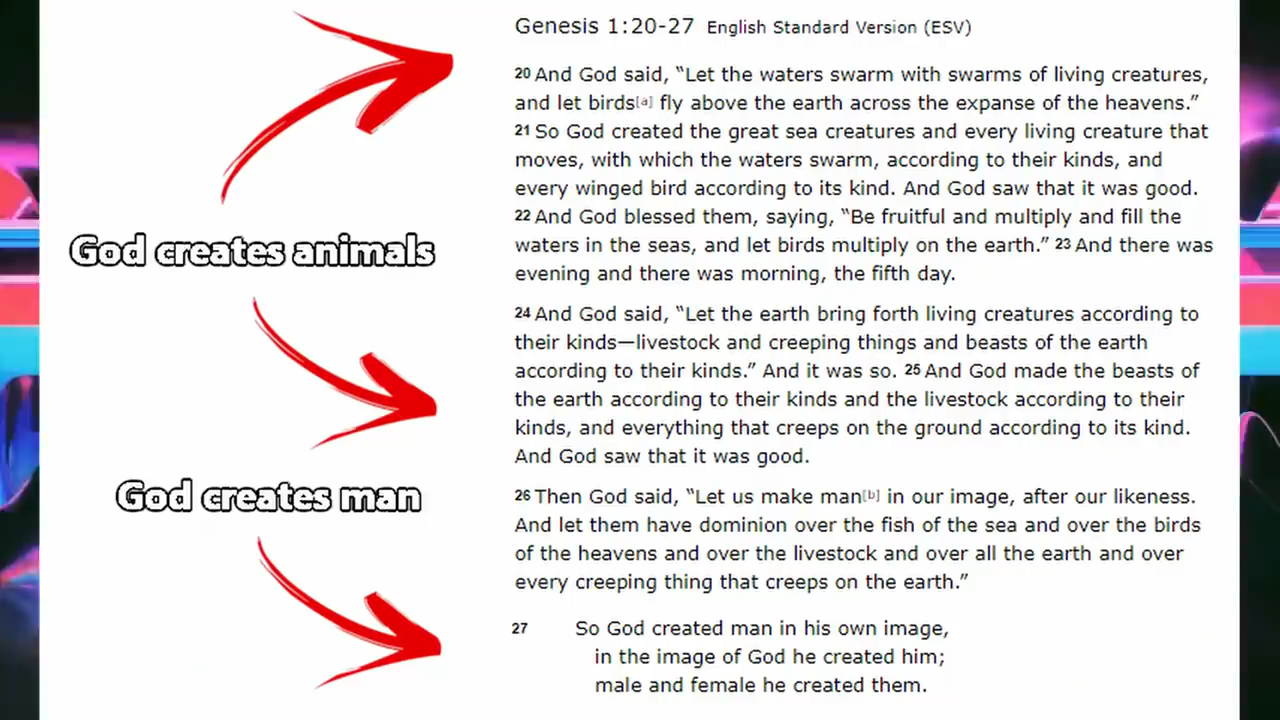 Genesis 1:20-27 English Standard Version (ESV)
20 And God said, “Let the waters swarm with swarms of living creatures,
and let birds[a] fly above the earth across the expanse of the heavens.”
21 So God created the great sea creatures and every living creature that
moves, with which the waters swarm, according to their kinds, and
every winged bird according to its kind. And God saw that it was good.
22 And God blessed them, saying, “Be fruitful and multiply and fill the
waters in the seas, and let birds multiply on the earth.” 23 And there was
evening and there was morning, the fifth day.
24 And God said, “Let the earth bring forth living creatures according to
their kinds—livestock and creeping things and beasts of the earth
according to their kinds.” And it was so. 25 And God made the beasts of
the earth according to their kinds and the livestock according to their
kinds, and everything that creeps on the ground according to its kind.
And God saw that it was good.
26 Then God said, “Let us make man[b] in our image, after our likeness.
And let them have dominion over the fish of the sea and over the birds
of the heavens and over the livestock and over all the earth and over
every creeping thing that creeps on the earth.”
27 So God created man in his own image,
in the image of God he created him;
male and female he created them.
God creates animals
God creates man